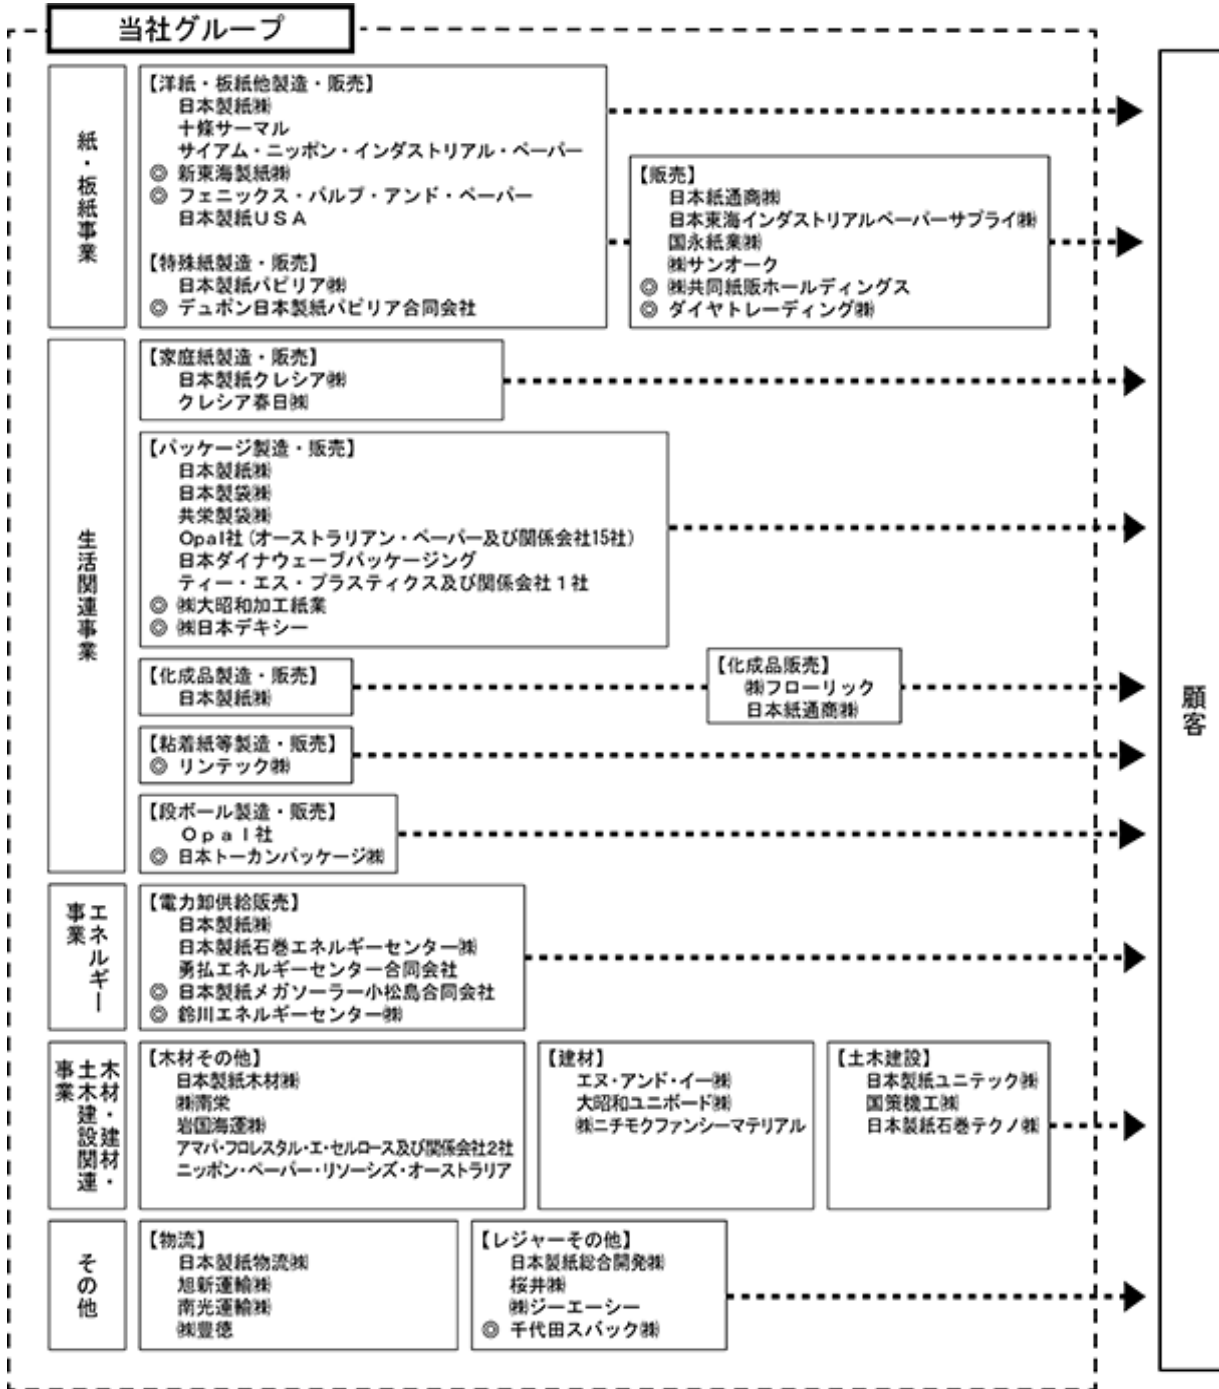 当社グループ
紙・板紙事業
【洋紙・板紙他製造・販売】
日本製紙㈱
十條サーマル
サイアム・ニッポン・インダストリアル・ペーパー
◎ 新東海製紙㈱
◎ フェニックス・パルプ・アンド・ペーパー
日本製紙USA
【特殊紙製造・販売】
日本製紙パピリア㈱
◎ デュポン日本製紙パピリア合同会社
【販売】
日本紙通商㈱
日本東海インダストリアルペーパーサプライ㈱
国永紙業㈱
㈱サンオーク
◎ ㈱共同紙販ホールディングス
◎ ダイヤトレーディング㈱
生活関連事業
【家庭紙製造・販売】
日本製紙クレシア㈱
クレシア春日㈱
【パッケージ製造・販売】
日本製紙㈱
日本製袋㈱
共栄製袋㈱
Opal社(オーストラリアン・ペーパー及び関係会社15社)
日本ダイナウェーブパッケージング
ティー・エス・プラスティクス及び関係会社1社
◎ ㈱大昭和加工紙業
◎ ㈱日本デキシー
【化成品製造・販売】
日本製紙㈱
【化成品販売】
㈱フローリック
日本紙通商㈱
【粘着紙等製造・販売】
◎ リンテック㈱
【段ボール製造・販売】
Opal社
◎ 日本トーカンパッケージ㈱
エネルギー
事業
【電力卸供給販売】
日本製紙㈱
日本製紙石巻エネルギーセンター㈱
勇払エネルギーセンター合同会社
◎ 日本製紙メガソーラー小松島合同会社
◎ 鈴川エネルギーセンター㈱
木材・建材・
土木建設関連
事業
【木材その他】
日本製紙木材㈱
㈱南栄
岩国海運㈱
アマパ・フロレスタル・エ・セルロース及び関係会社2社
ニッポン・ペーパー・リソーシズ・オーストラリア
【建材】
エヌ・アンド・イー㈱
大昭和ユニボード㈱
㈱ニチモクファンシーマテリアル
【土木建設】
日本製紙ユニテック㈱
国策機工㈱
日本製紙石巻テクノ㈱
その他
【物流】
日本製紙物流㈱
旭新運輸㈱
南光運輸㈱
㈱豊徳
【レジャーその他】
日本製紙総合開発㈱
桜井㈱
㈱ジーエーシー
◎ 千代田スバック㈱
顧客